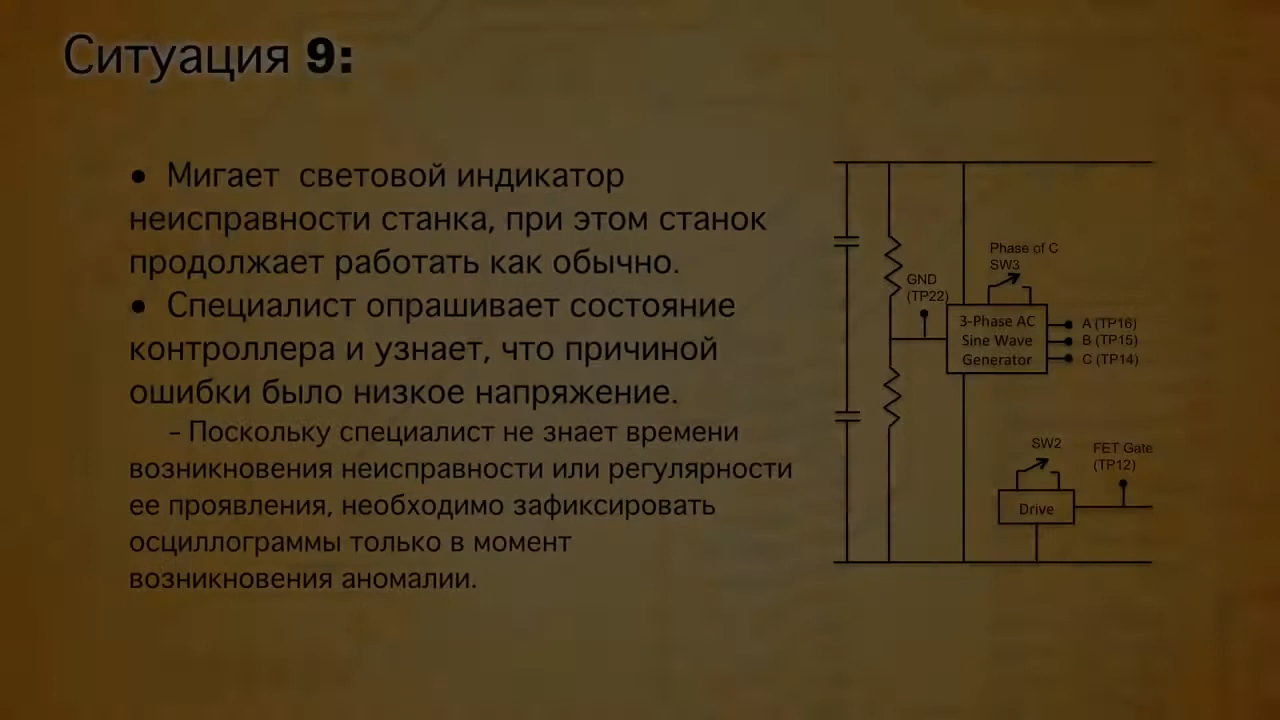 Ситуация 9:
• Мигает световой индикатор
неисправности станка, при этом станок
продолжает работать как обычно.
• Специалист опрашивает состояние
контроллера и узнает, что причиной
ошибки было низкое напряжение.
– Поскольку специалист не знает времени
возникновения неисправности или регулярности
ее проявления, необходимо зафиксировать
осциллограммы только в момент
возникновения аномалии.
Phase of C
SW3
GND
(TP22)
3-Phase AC
Sine Wave
Generator
A (TP16)
B (TP15)
C (TP14)
SW2
FET Gate
(TP12)
Drive